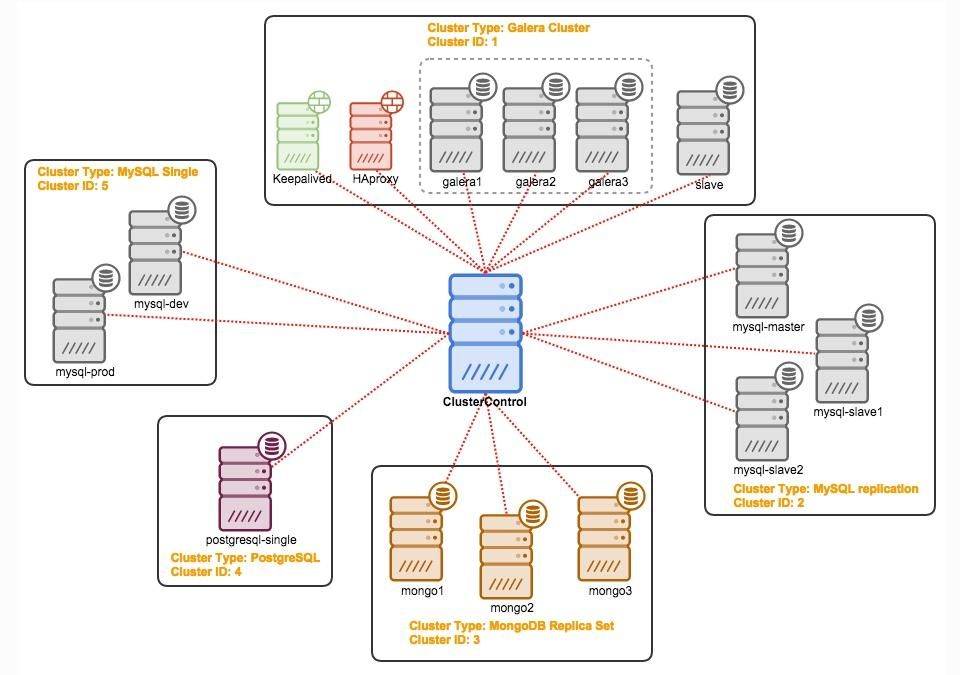 Cluster Type: Galera Cluster
Cluster ID: 1
Keepalived
HAproxy
galera1
galera2
galera3
slave
Cluster Type: MySQL Single
Cluster ID: 5
mysql-dev
mysql-prod
ClusterControl
mysql-master
mysql-slave1
mysql-slave2
Cluster Type: MySQL replication
Cluster ID: 2
postgresql-single
Cluster Type: PostgreSQL
Cluster ID: 4
mongo1
mongo2
mongo3
Cluster Type: MongoDB Replica Set
Cluster ID: 3